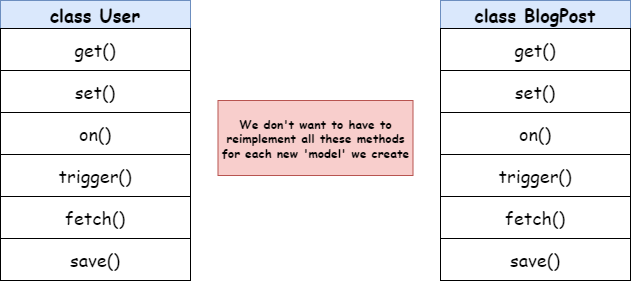 class User
get()
set()
on()
trigger()
fetch()
save()
We don't want to have to
reimplement all these methods
for each new 'model' we create
class BlogPost
get()
set()
on()
trigger()
fetch()
save()